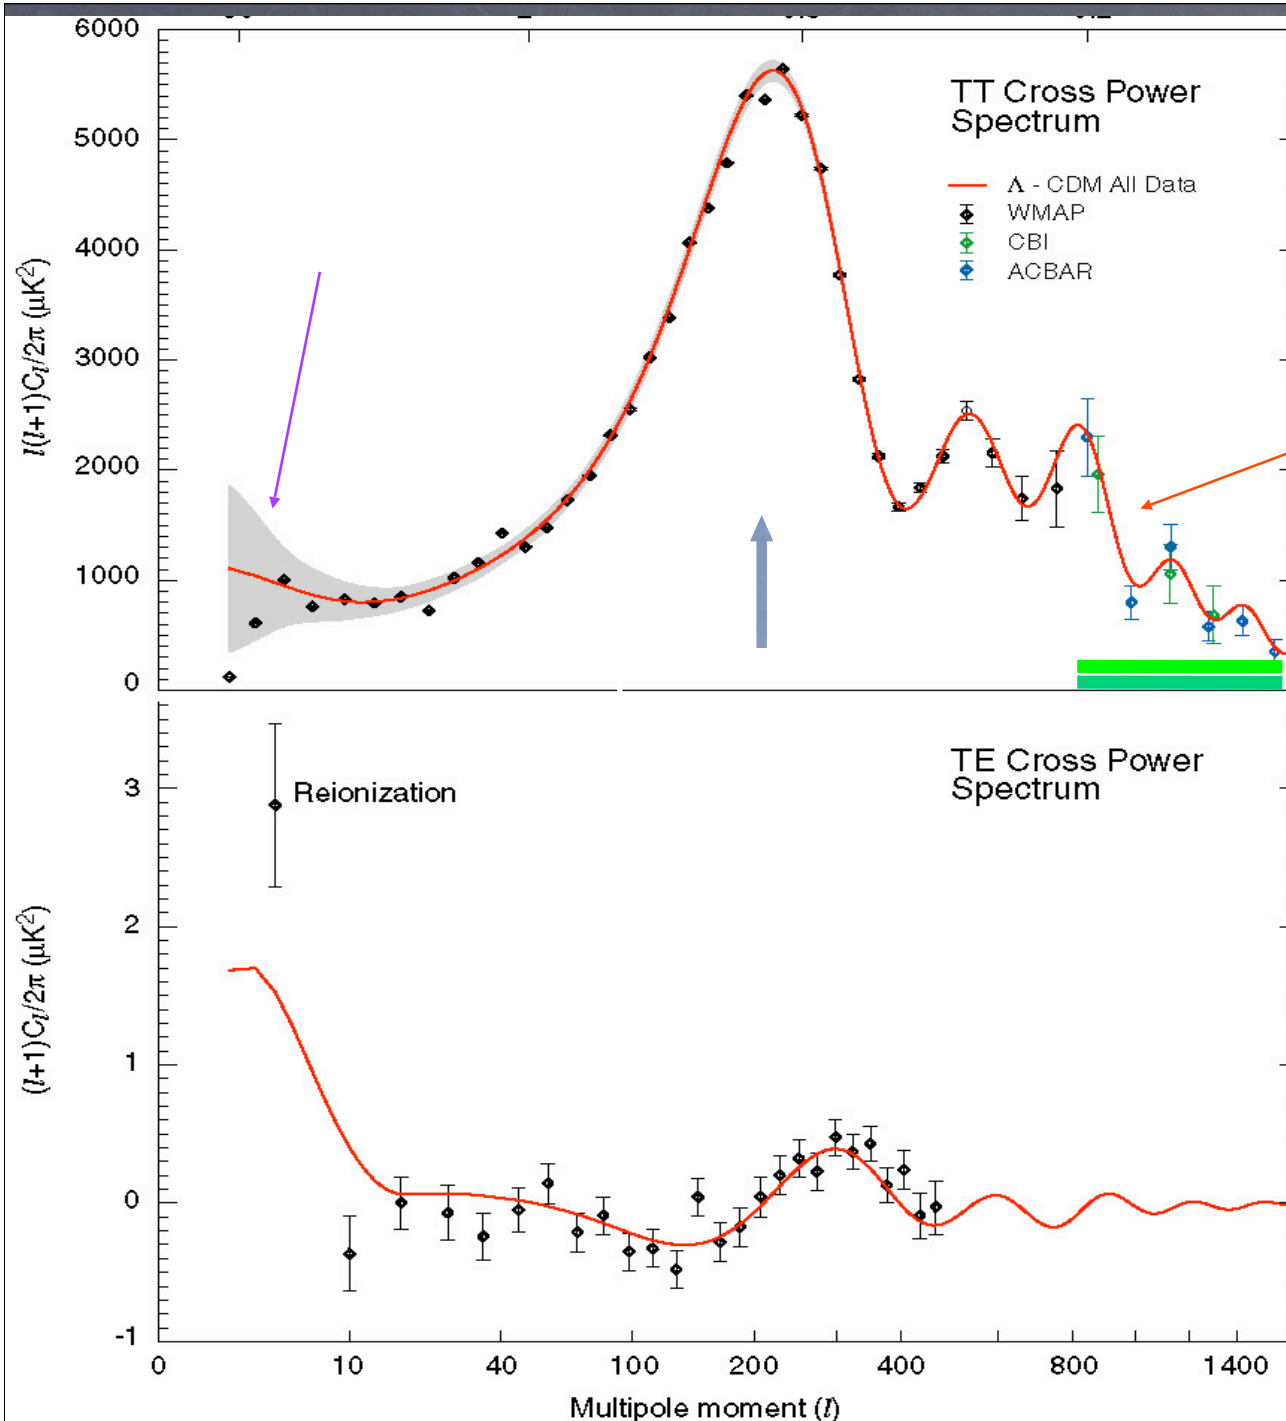 6000
TT Cross Power
Spectrum
5000
Λ - CDM All Data
WMAP
4000
CBI
ACBAR
l(l+1)Cl/2π (μK²)
3000
2000
1000
0
TE Cross Power
Spectrum
3
Reionization
2
(l+1)Cl/2π (μK²)
1
0
-1
0 10 40 100 200 400 800 1400
Multipole moment (l)